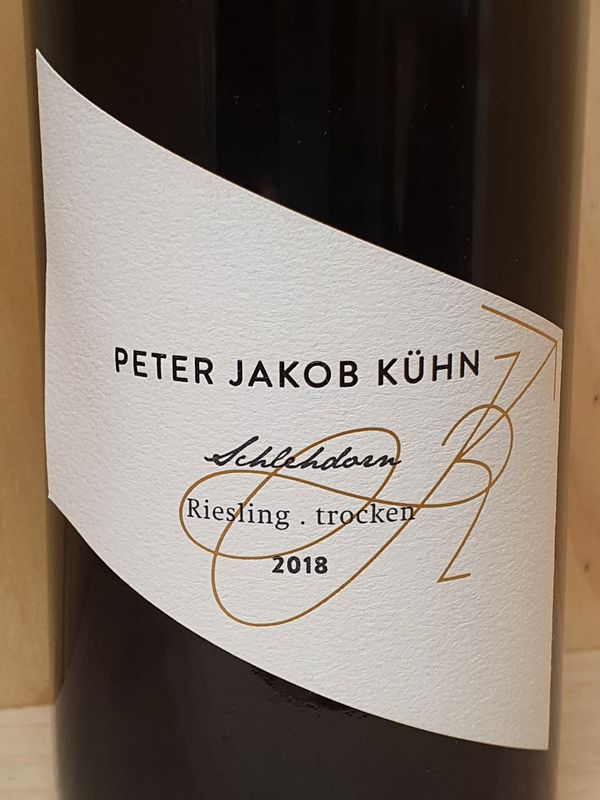 PETER JAKOB KÜHN
Schlehdorn
Riesling . trocken
2018